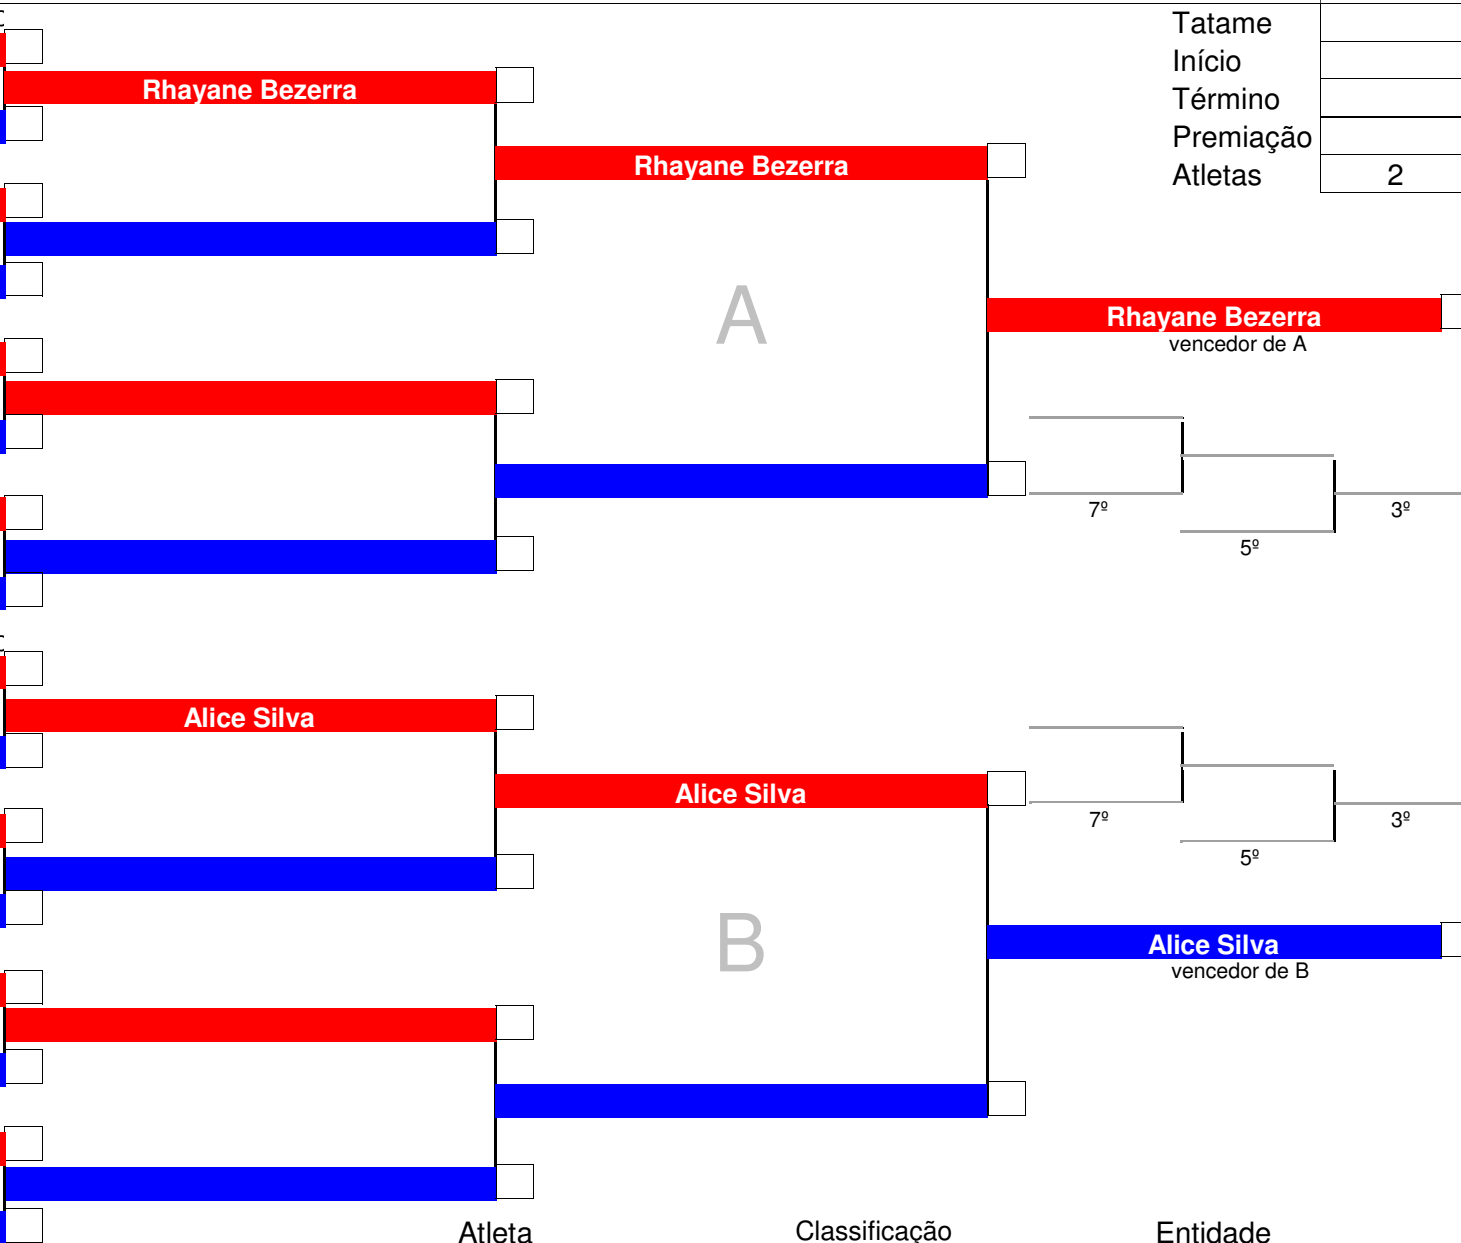 Tatame
Início
Término
Premiação
Atletas 2
Rhayane Bezerra
Rhayane Bezerra
A
Rhayane Bezerra
vencedor de A
7º
3º
5º
Alice Silva
Alice Silva
7º
3º
5º
B
Alice Silva
vencedor de B
Atleta Classificação Entidade